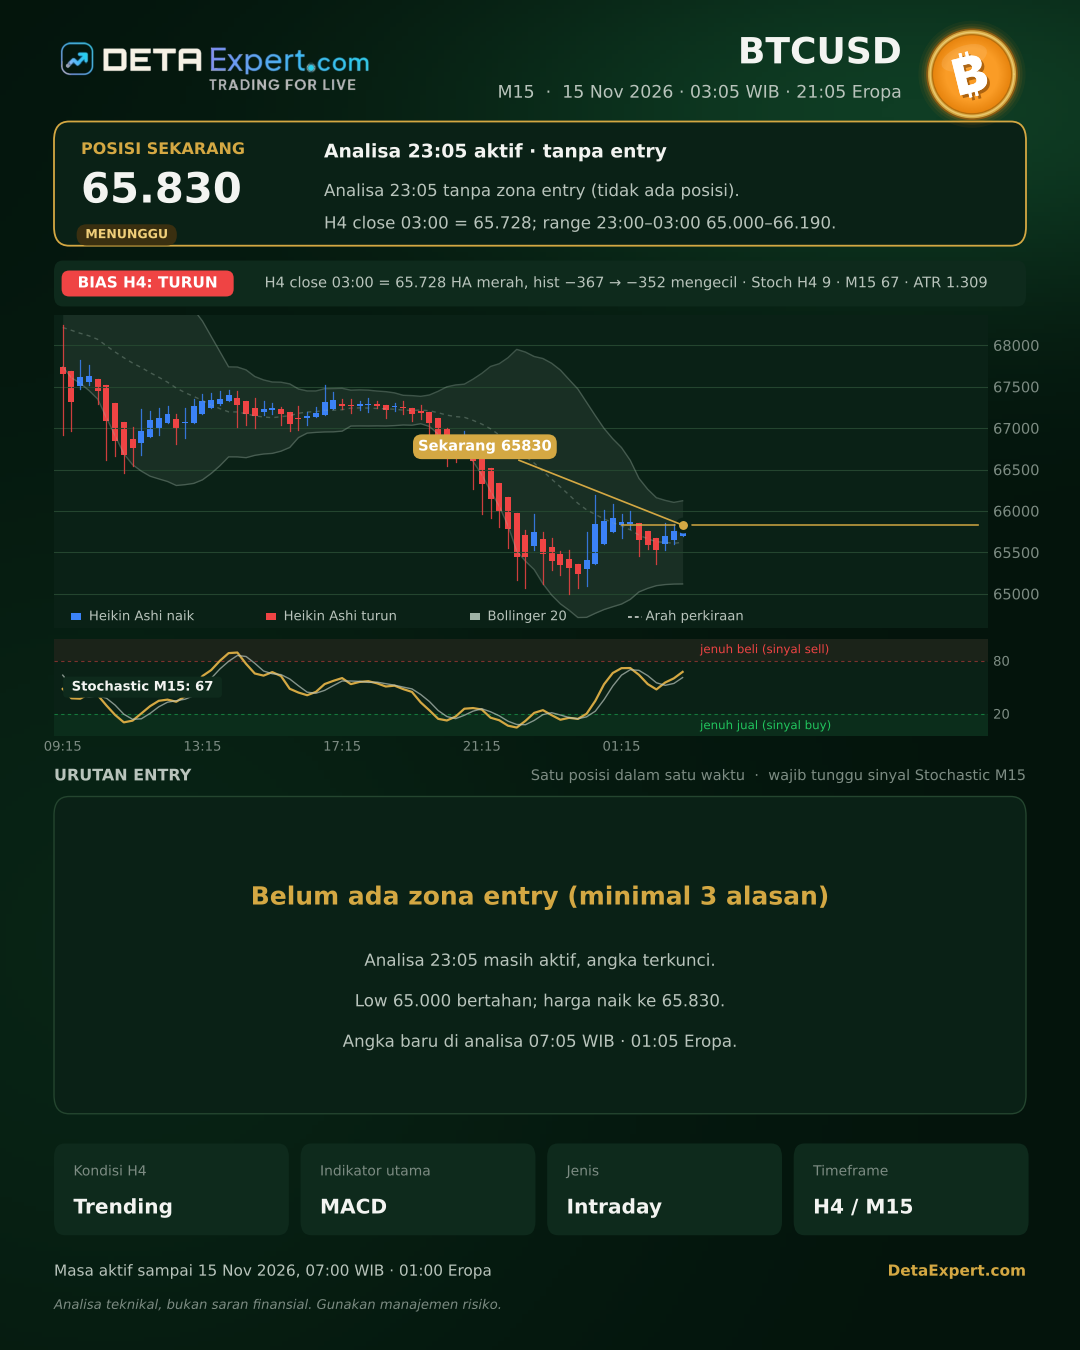 DETA Expert.com
TRADING FOR LIVE
BTCUSD
M15 · 15 Nov 2026 · 03:05 WIB · 21:05 Eropa
POSISI SEKARANG
65.830
MENUNGGU
Analisa 23:05 aktif · tanpa entry
Analisa 23:05 tanpa zona entry (tidak ada posisi).
H4 close 03:00 = 65.728; range 23:00–03:00 65.000–66.190.
BIAS H4: TURUN
H4 close 03:00 = 65.728 HA merah, hist −367 → −352 mengecil · Stoch H4 9 · M15 67 · ATR 1.309
68000
67500
67000
66500
66000
65500
65000
Sekarang 65830
Heikin Ashi naik
Heikin Ashi turun
Bollinger 20
Arah perkiraan
jenuh beli (sinyal sell)
80
Stochastic M15: 67
20
jenuh jual (sinyal buy)
09:15 13:15 17:15 21:15 01:15
URUTAN ENTRY
Satu posisi dalam satu waktu · wajib tunggu sinyal Stochastic M15
Belum ada zona entry (minimal 3 alasan)
Analisa 23:05 masih aktif, angka terkunci.
Low 65.000 bertahan; harga naik ke 65.830.
Angka baru di analisa 07:05 WIB · 01:05 Eropa.
Kondisi H4
Trending
Indikator utama
MACD
Jenis
Intraday
Timeframe
H4 / M15
Masa aktif sampai 15 Nov 2026, 07:00 WIB · 01:00 Eropa
DetaExpert.com
Analisa teknikal, bukan saran finansial. Gunakan manajemen risiko.